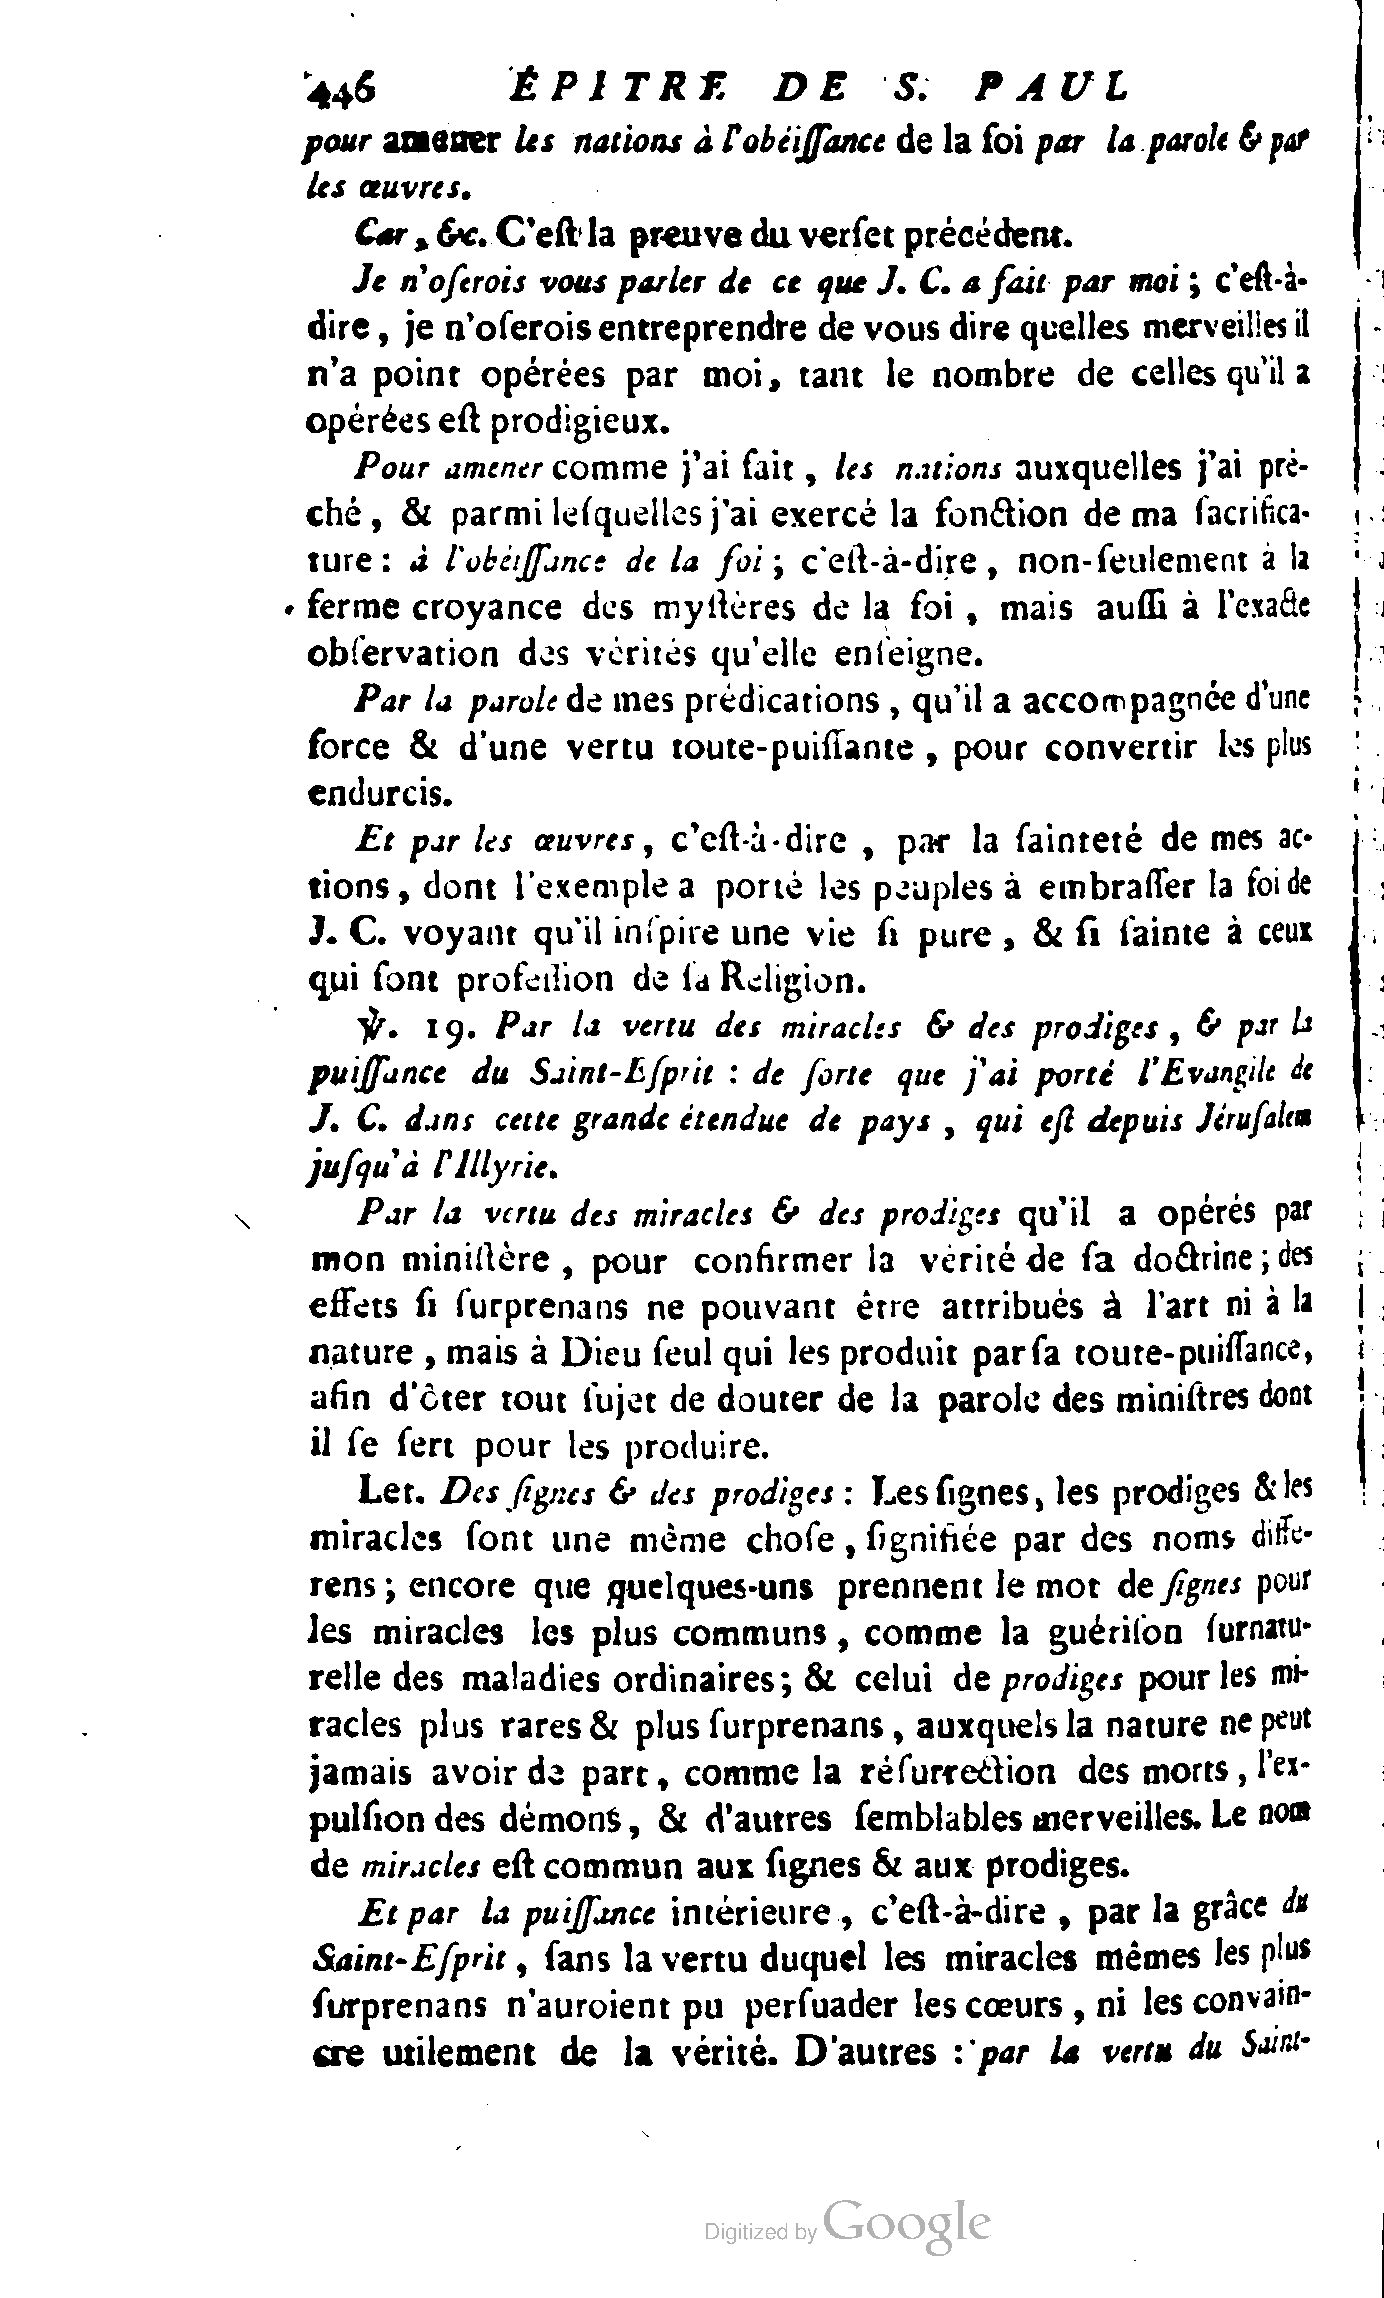 446 ÉPITRE DE S. PAUL
pour amener les nations à l'obéiſſance de la foi par la parole & par
les œuvres.
Car, &c. C'eſt la preuve du verſet précédent.
Je n'oſerois vous parler de ce que J. C. a fait par moi ; c'eſt-à-
dire, je n'oſerois entreprendre de vous dire quelles merveilles il
n'a point opérées par moi, tant le nombre de celles qu'il a
opérées eſt prodigieux.
Pour amener comme j'ai fait, les nations auxquelles j'ai prê-
ché, & parmi leſquelles j'ai exercé la fonction de ma ſacrifica-
ture : à l'obéiſſance de la foi ; c'eſt-à-dire, non-ſeulement à la
ferme croyance des myſtères de la foi, mais auſſi à l'exacte
obſervation des vérités qu'elle enſeigne.
Par la parole de mes prédications, qu'il a accompagnée d'une
force & d'une vertu toute-puiſſante, pour convertir les plus
endurcis.
Et par les œuvres, c'eſt-à-dire, par la ſainteté de mes ac-
tions, dont l'exemple a porté les peuples à embraſſer la foi de
J. C. voyant qu'il inſpire une vie ſi pure, & ſi ſainte à ceux
qui font profeſſion de ſa Religion.
℣. 19. Par la vertu des miracles & des prodiges, & par la
puiſſance du Saint-Eſprit : de ſorte que j'ai porté l'Evangile de
J. C. dans cette grande étendue de pays, qui eſt depuis Jéruſalem
juſqu'à l'Illyrie.
Par la vertu des miracles & des prodiges qu'il a opérés par
mon miniſtère, pour confirmer la vérité de ſa doctrine ; des
effets ſi ſurprenans ne pouvant être attribués à l'art ni à la
nature, mais à Dieu ſeul qui les produit par ſa toute-puiſſance,
afin d'ôter tout ſujet de douter de la parole des miniſtres dont
il ſe ſert pour les produire.
Let. Des ſignes & des prodiges : Les ſignes, les prodiges & les
miracles ſont une même choſe, ſignifiée par des noms diffé-
rens ; encore que quelques-uns prennent le mot de ſignes pour
les miracles les plus communs, comme la guériſon ſurnatu-
relle des maladies ordinaires ; & celui de prodiges pour les mi-
racles plus rares & plus ſurprenans, auxquels la nature ne peut
jamais avoir de part, comme la réſurrection des morts, l'ex-
pulſion des démons, & d'autres ſemblables merveilles. Le nom
de miracles eſt commun aux ſignes & aux prodiges.
Et par la puiſſance intérieure, c'eſt-à-dire, par la grâce du
Saint-Eſprit, ſans la vertu duquel les miracles mêmes les plus
ſurprenans n'auroient pu perſuader les cœurs, ni les convain-
cre utilement de la vérité. D'autres : par la vertu du Saint-
Digitized by Google